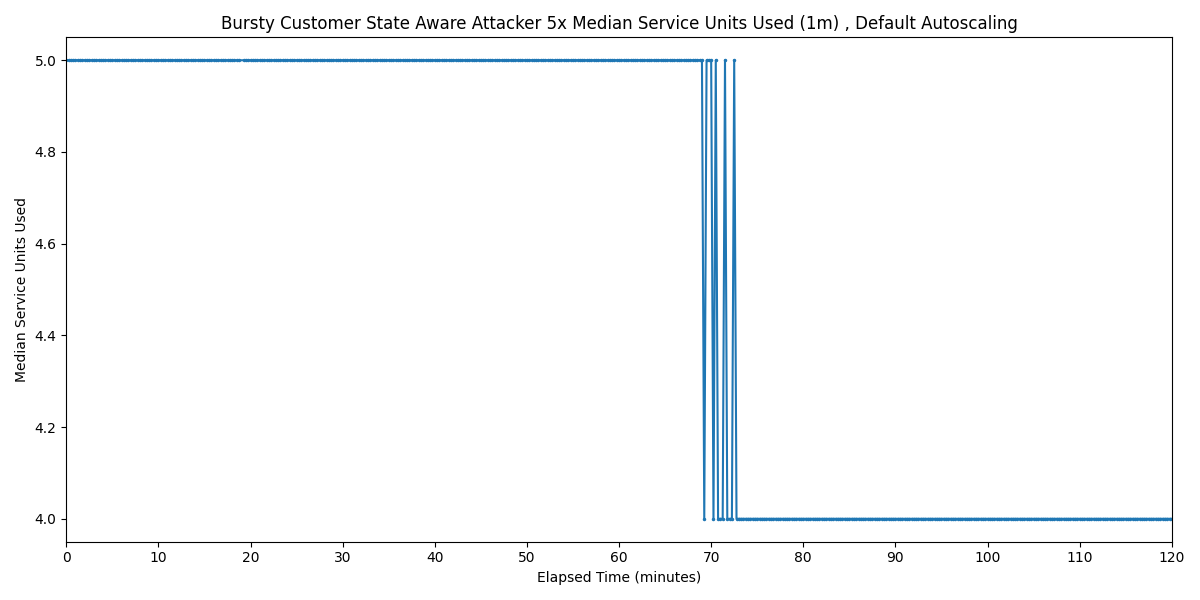 Bursty Customer State Aware Attacker 5x Median Service Units Used (1m) , Default Autoscaling
Median Service Units Used
5.0
4.8
4.6
4.4
4.2
4.0
0 10 20 30 40 50 60 70 80 90 100 110 120
Elapsed Time (minutes)